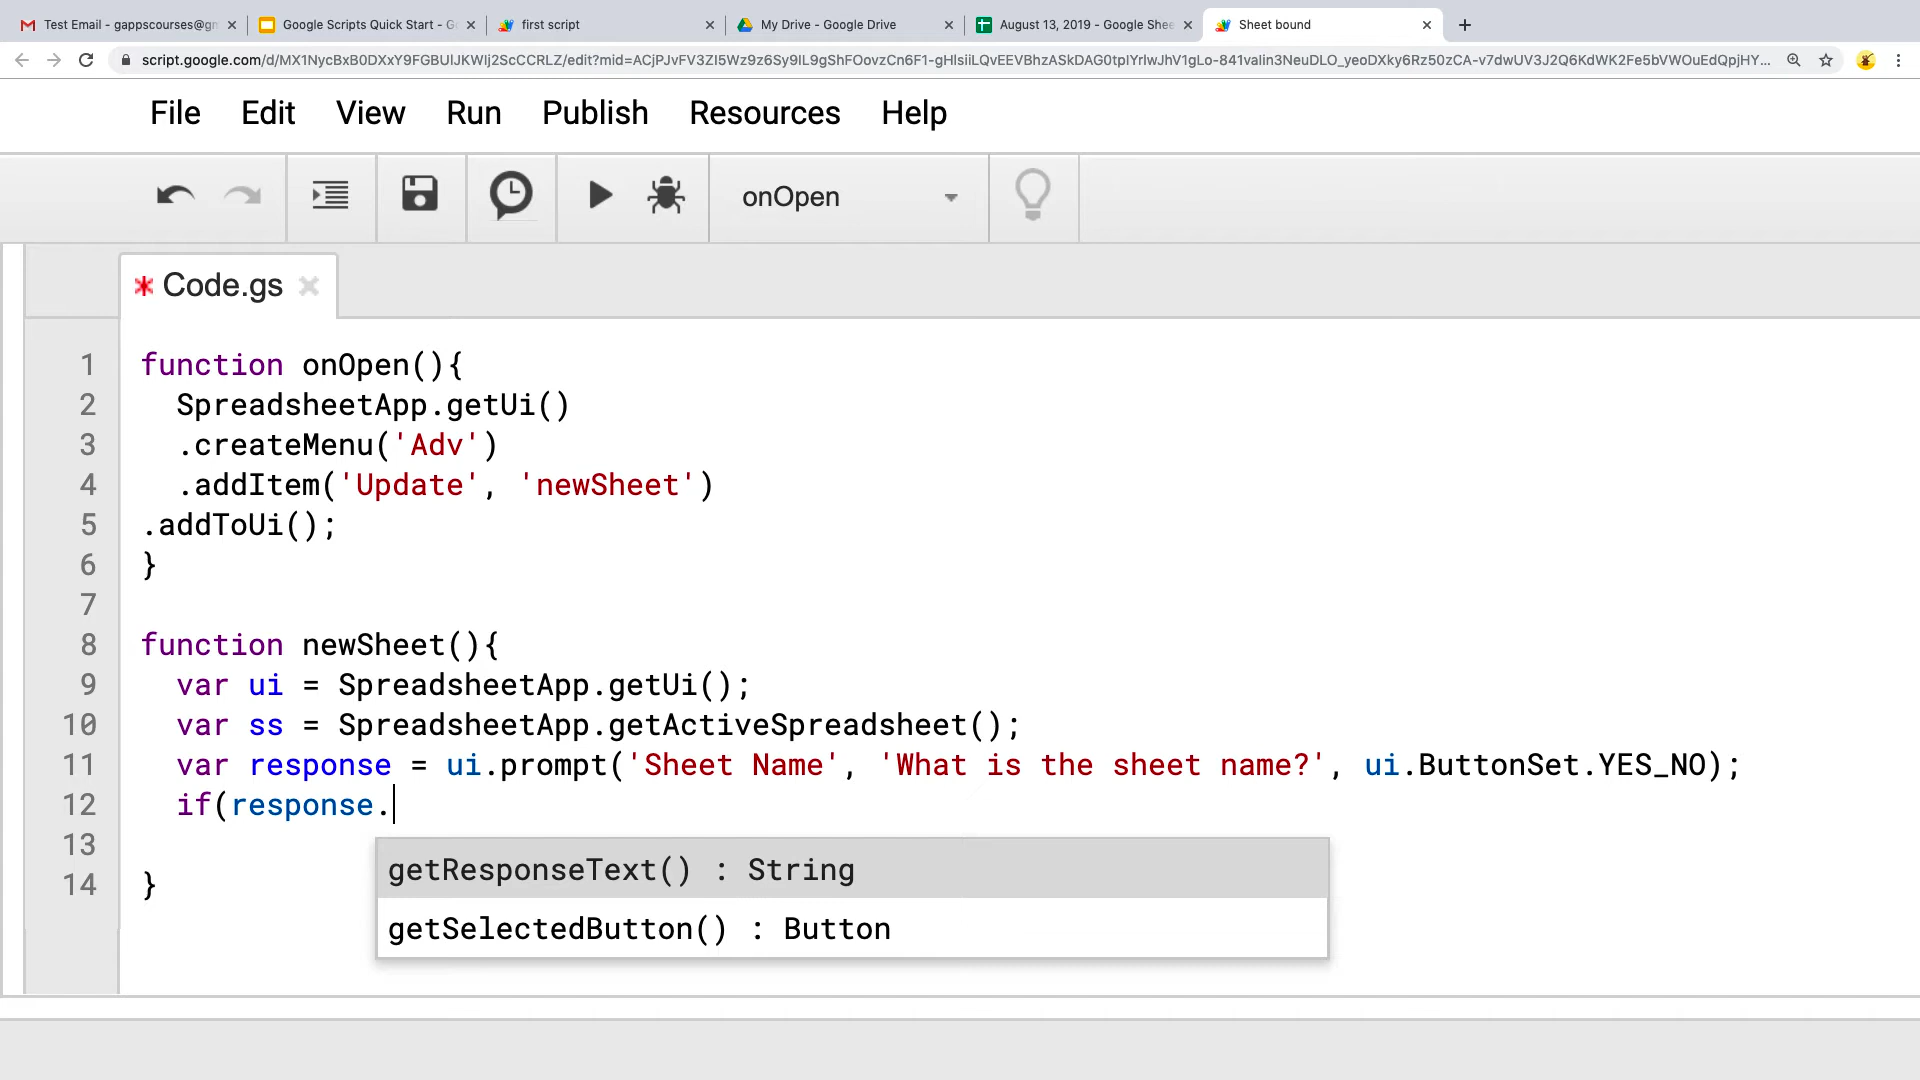 Test Email - gappscourses@gm
Google Scripts Quick Start - G
first script
My Drive - Google Drive
August 13, 2019 - Google Shee
Sheet bound
File Edit View Run Publish Resources Help
onOpen
* Code.gs
1 function onOpen(){
2 SpreadsheetApp.getUi()
3 .createMenu('Adv')
4 .addItem('Update', 'newSheet')
5 .addToUi();
6 }
7
8 function newSheet(){
9 var ui = SpreadsheetApp.getUi();
10 var ss = SpreadsheetApp.getActiveSpreadsheet();
11 var response = ui.prompt('Sheet Name', 'What is the sheet name?', ui.ButtonSet.YES_NO);
12 if(response.
13
14 }
getResponseText() : String
getSelectedButton() : Button